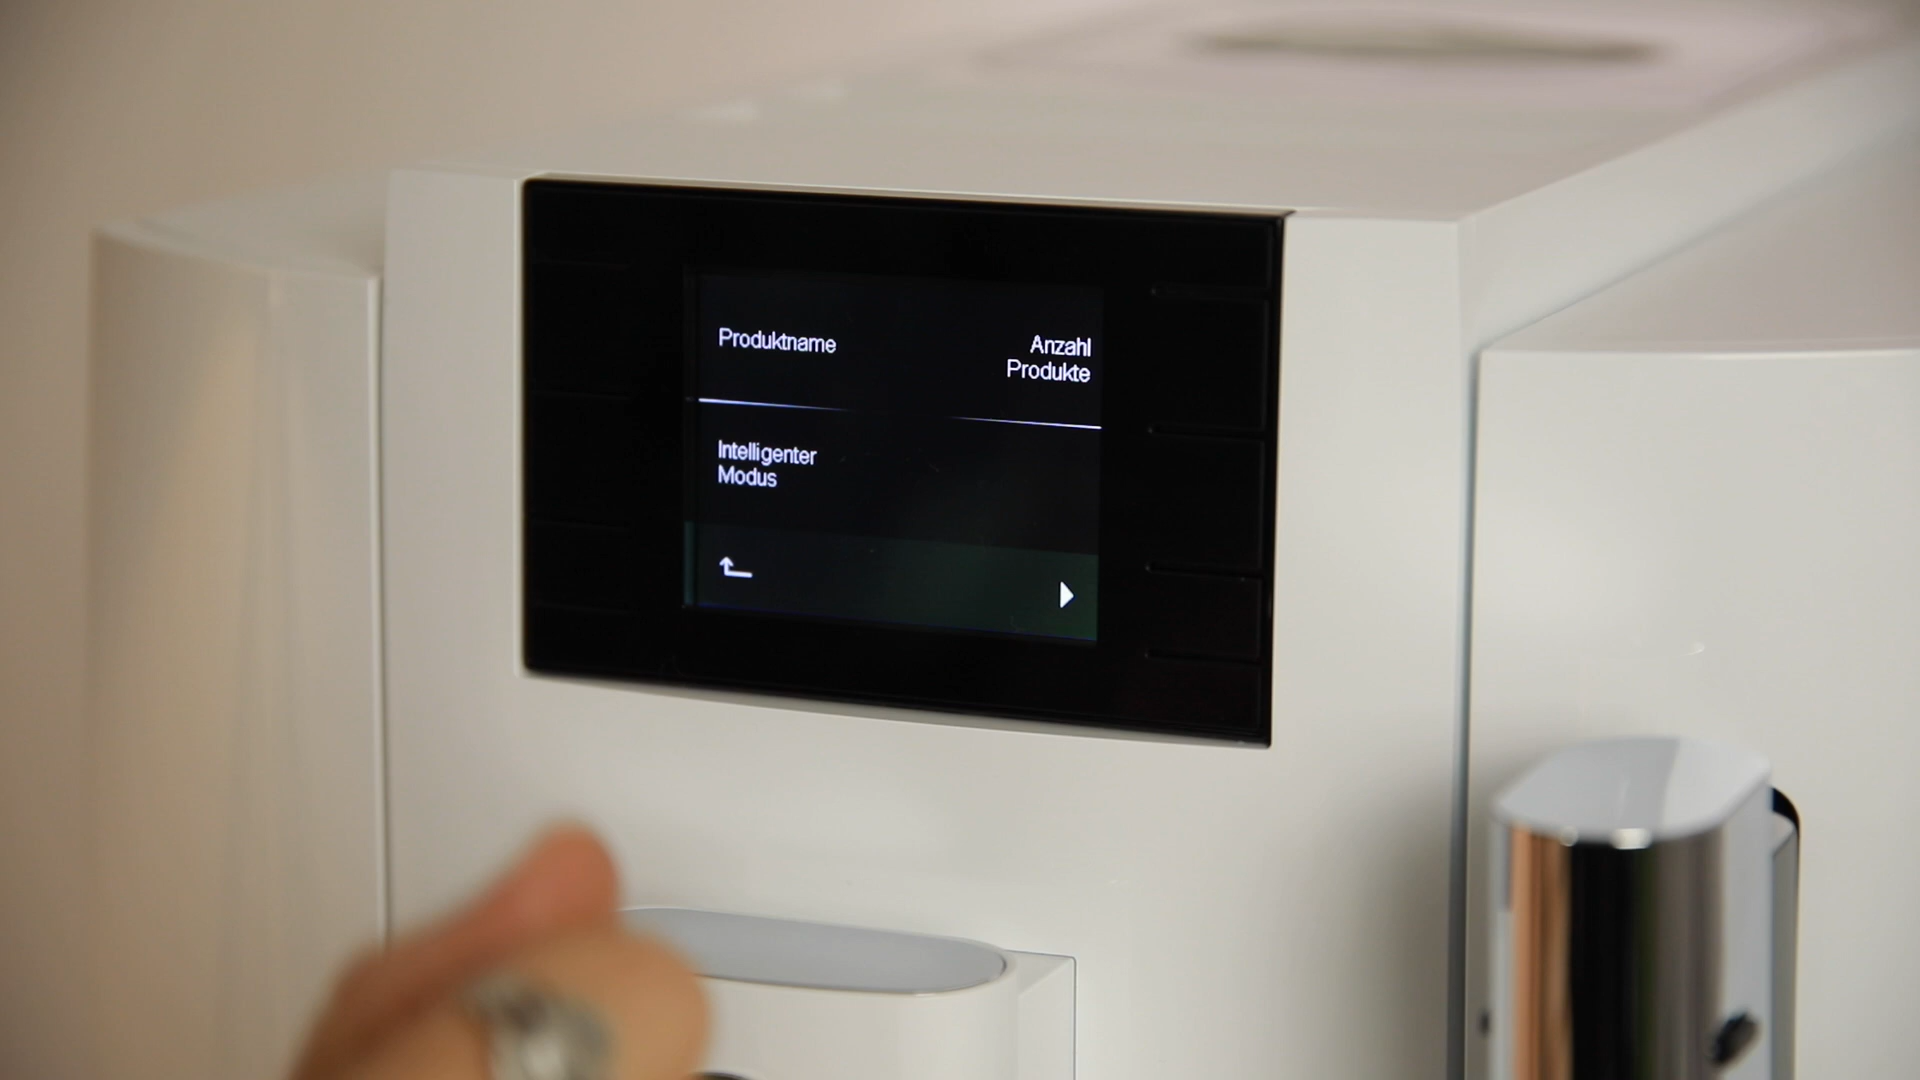 Produktname
Anzahl
Produkte
Intelligenter
Modus